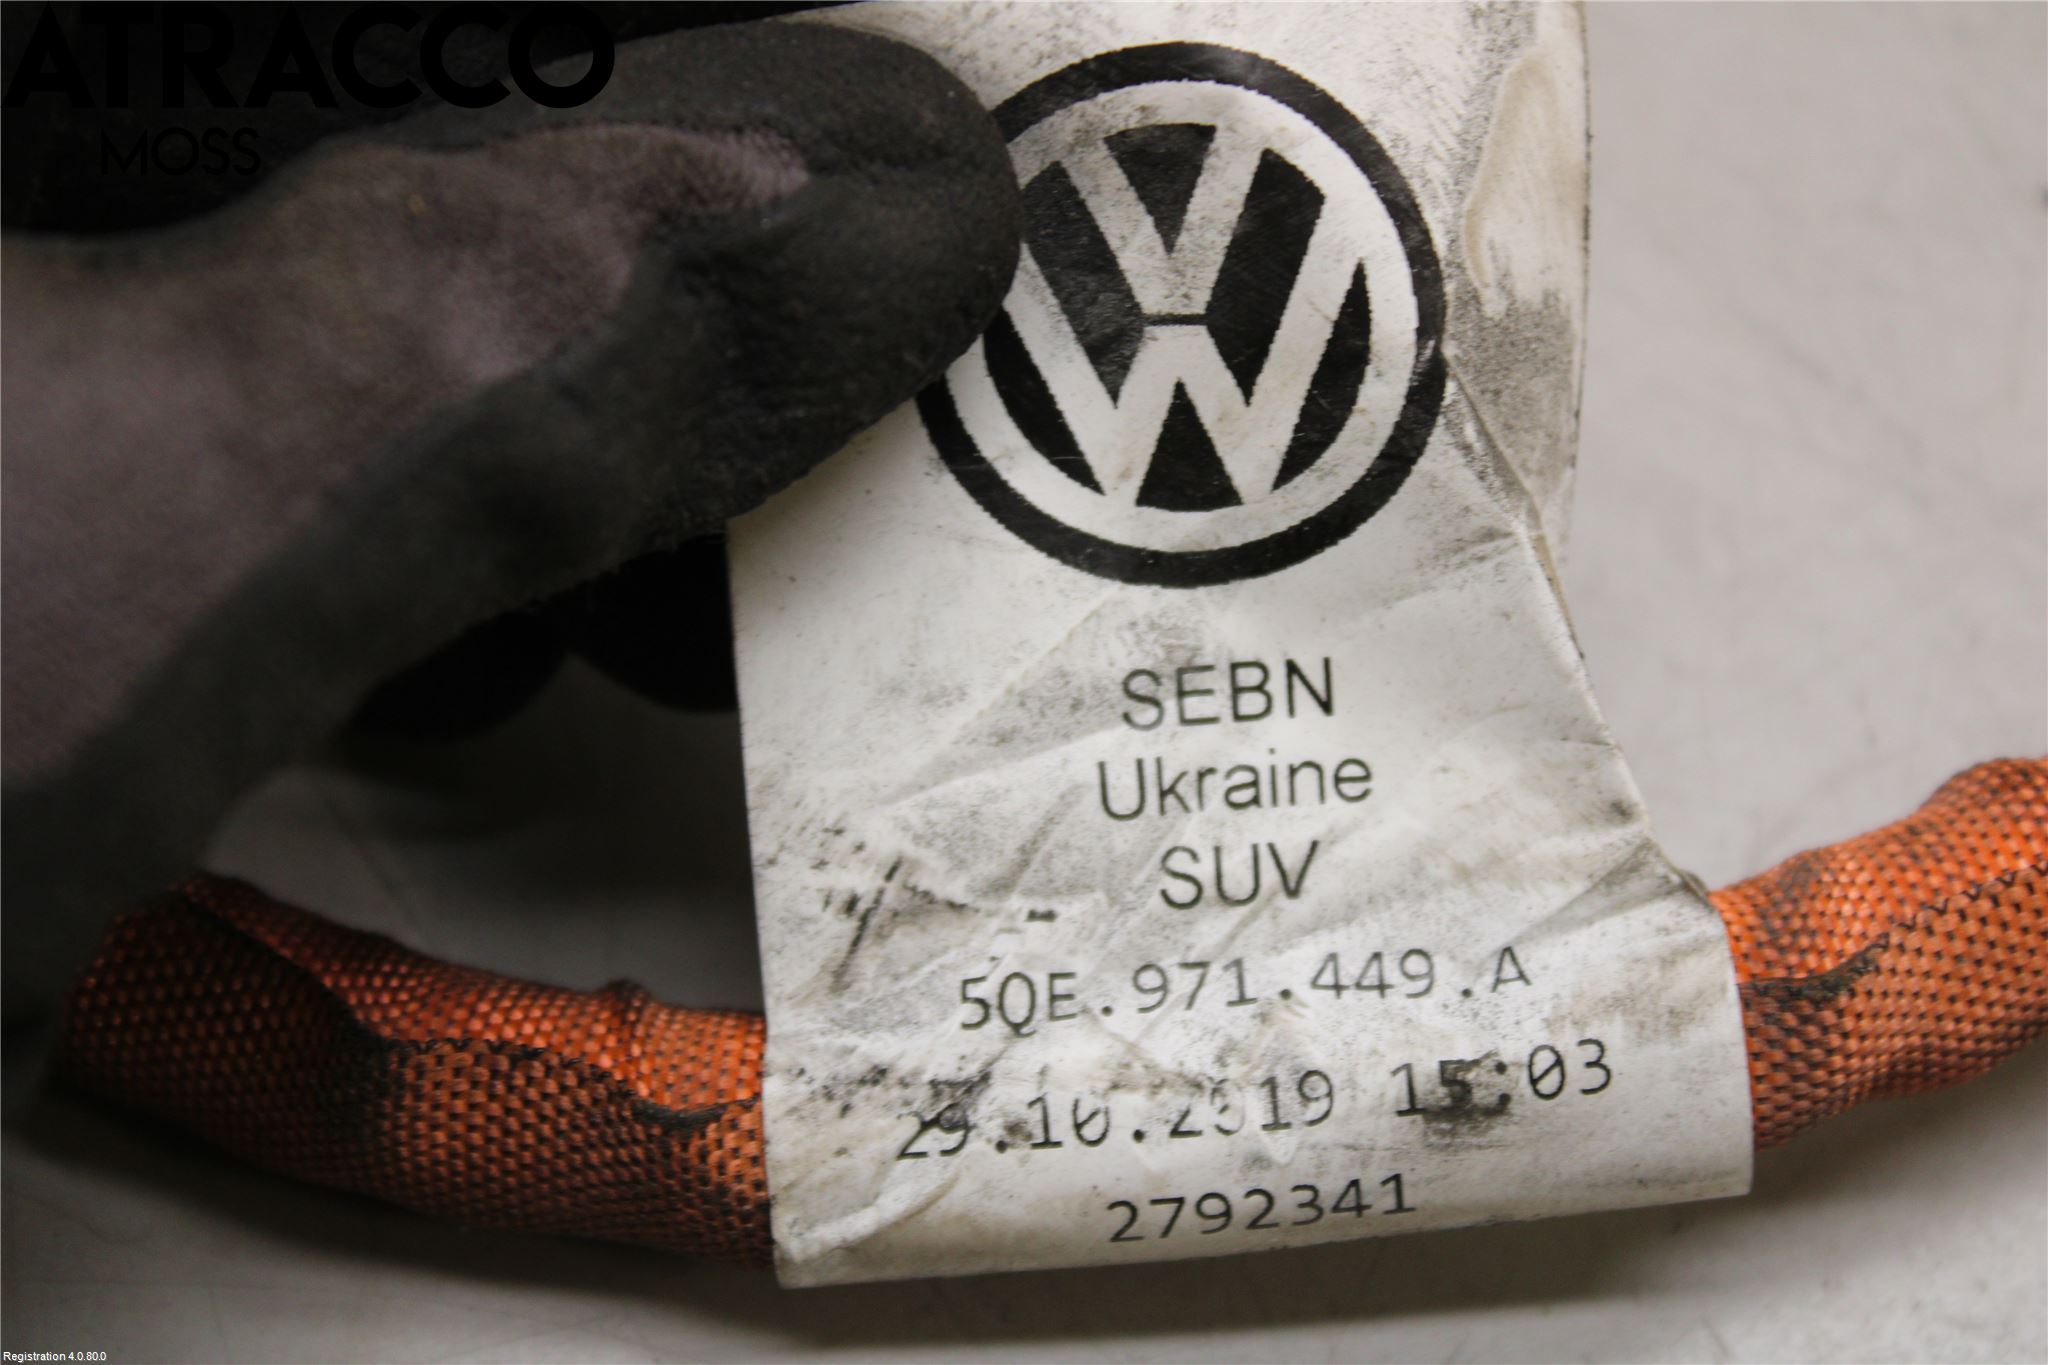 ATRACCO
MOSS
SEBN
Ukraine
SUV
5QE.971.449.A
29.10.2019 15:03
2792341
Registration 4.0.80.0